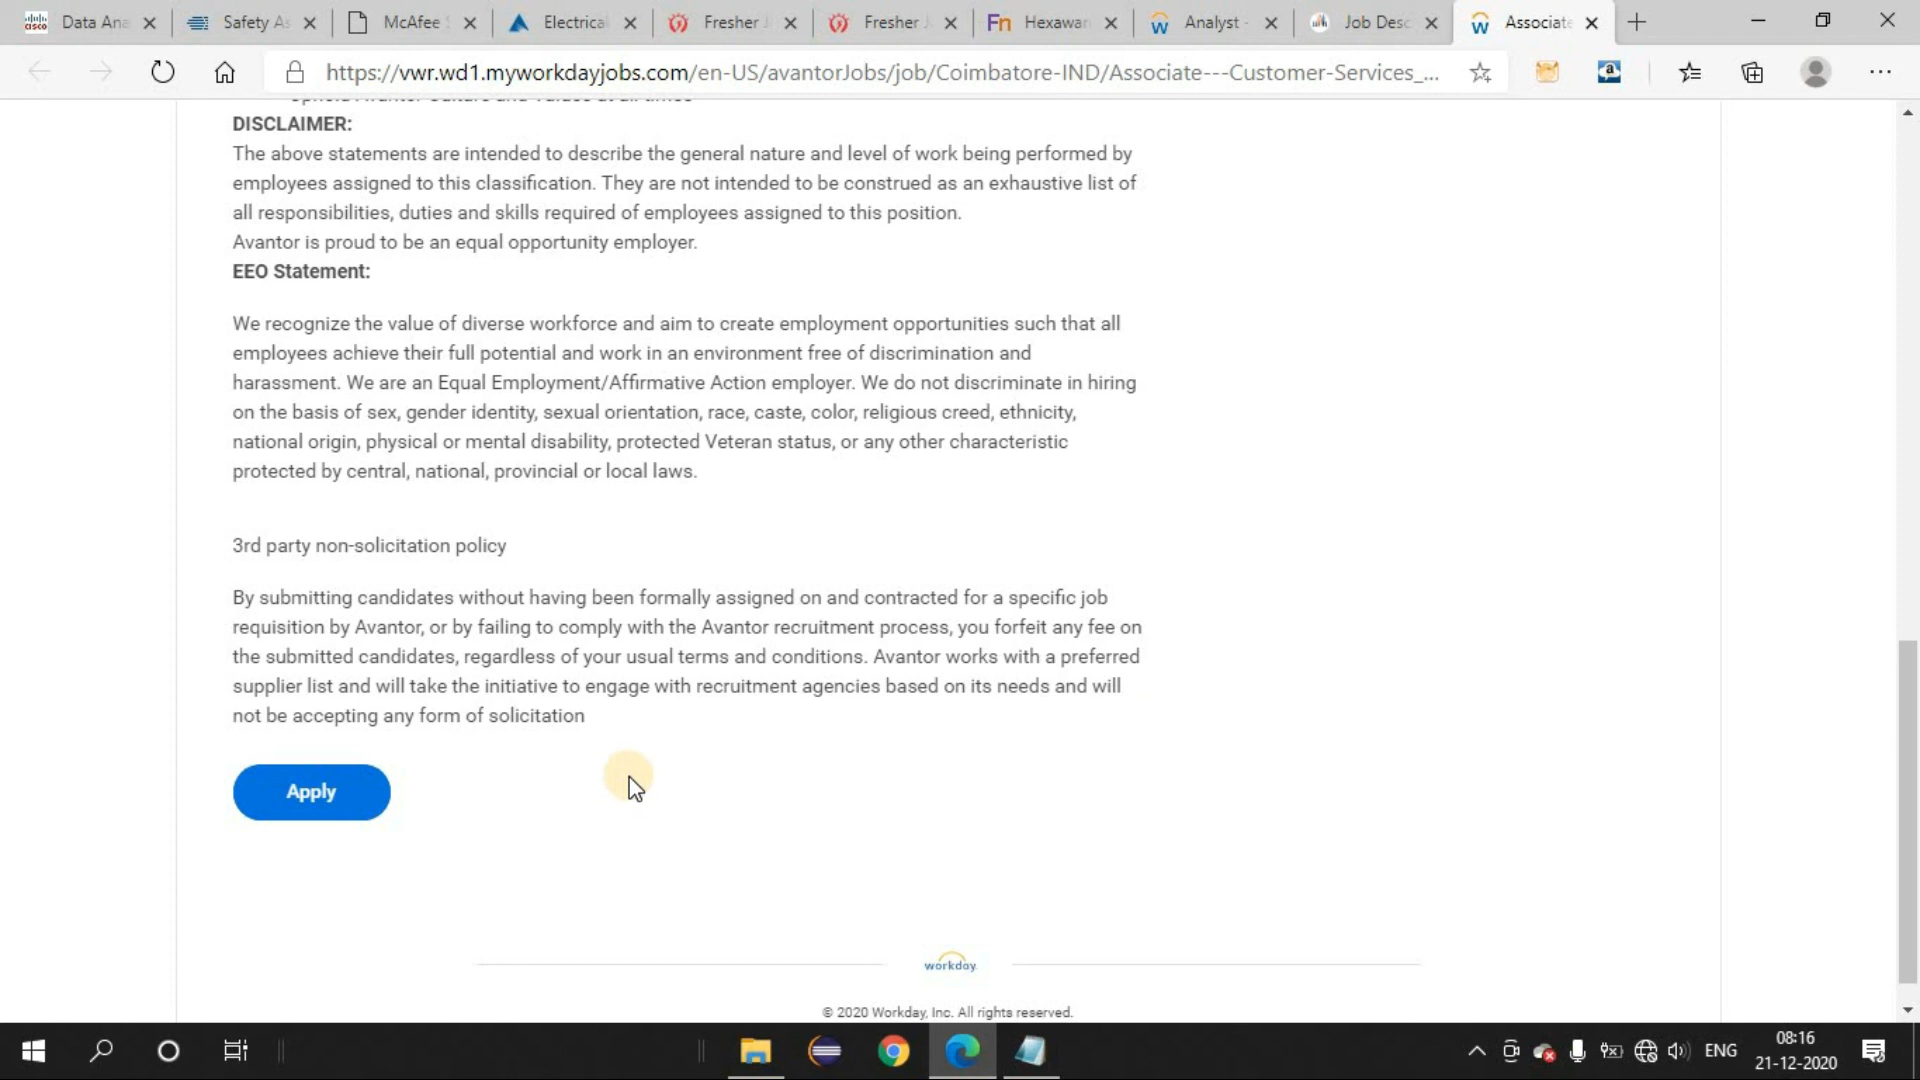 cisco
Data Ana
Safety As
McAfee S
Electrical
Fresher J
Fresher J
Fn
Hexawar
Analyst -
Job Desc
Associate
https://vwr.wd1.myworkdayjobs.com/en-US/avantorJobs/job/Coimbatore-IND/Associate---Customer-Services_...
DISCLAIMER:
The above statements are intended to describe the general nature and level of work being performed by
employees assigned to this classification. They are not intended to be construed as an exhaustive list of
all responsibilities, duties and skills required of employees assigned to this position.
Avantor is proud to be an equal opportunity employer.
EEO Statement:
We recognize the value of diverse workforce and aim to create employment opportunities such that all
employees achieve their full potential and work in an environment free of discrimination and
harassment. We are an Equal Employment/Affirmative Action employer. We do not discriminate in hiring
on the basis of sex, gender identity, sexual orientation, race, caste, color, religious creed, ethnicity,
national origin, physical or mental disability, protected Veteran status, or any other characteristic
protected by central, national, provincial or local laws.
3rd party non-solicitation policy
By submitting candidates without having been formally assigned on and contracted for a specific job
requisition by Avantor, or by failing to comply with the Avantor recruitment process, you forfeit any fee on
the submitted candidates, regardless of your usual terms and conditions. Avantor works with a preferred
supplier list and will take the initiative to engage with recruitment agencies based on its needs and will
not be accepting any form of solicitation
Apply
workday.
© 2020 Workday, Inc. All rights reserved.
ENG
08:16
21-12-2020